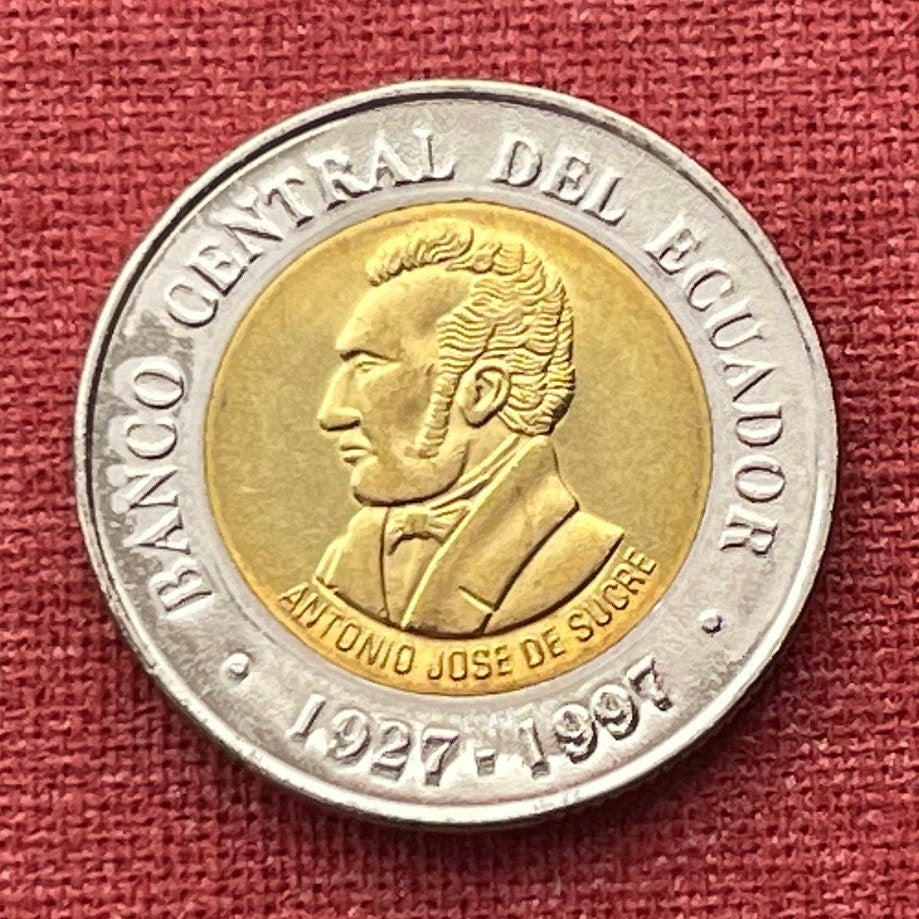 BANCO CENTRAL DEL ECUADOR
ANTONIO JOSE DE SUCRE
· 1927 - 1997 ·